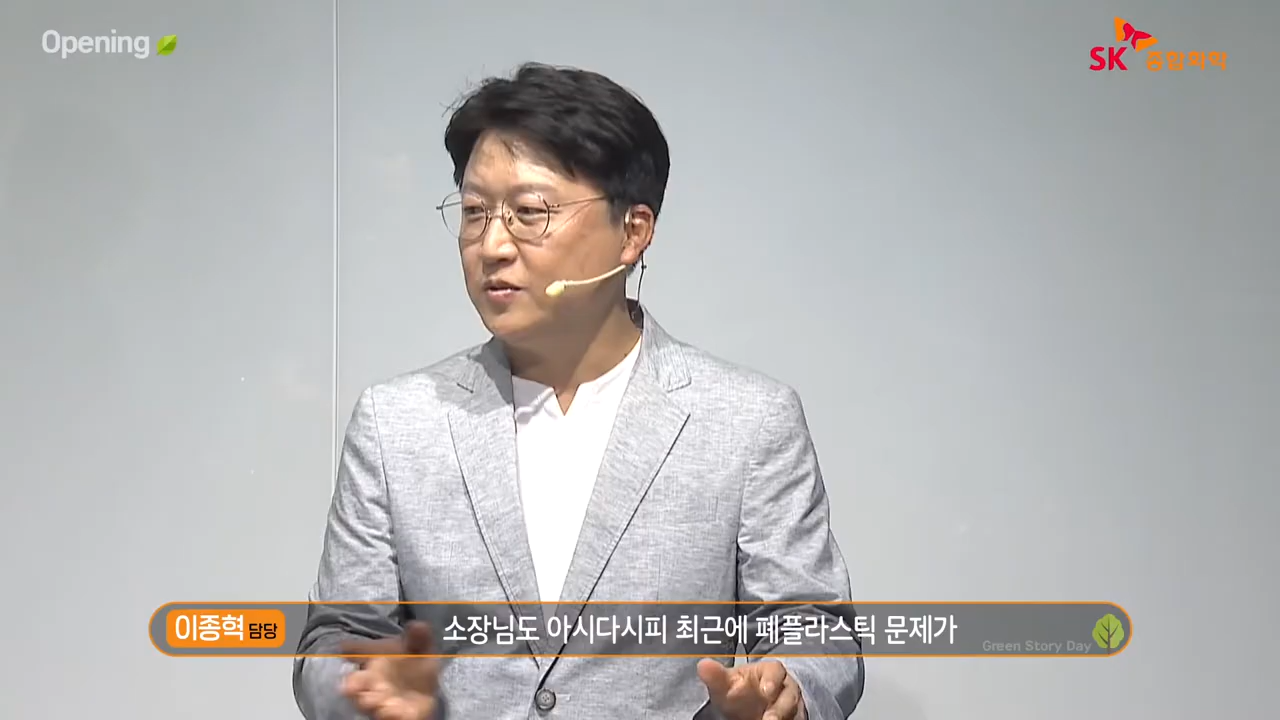 Opening
SK 종합화학
이종혁 담당
소장님도 아시다시피 최근에 폐플라스틱 문제가
Green Story Day